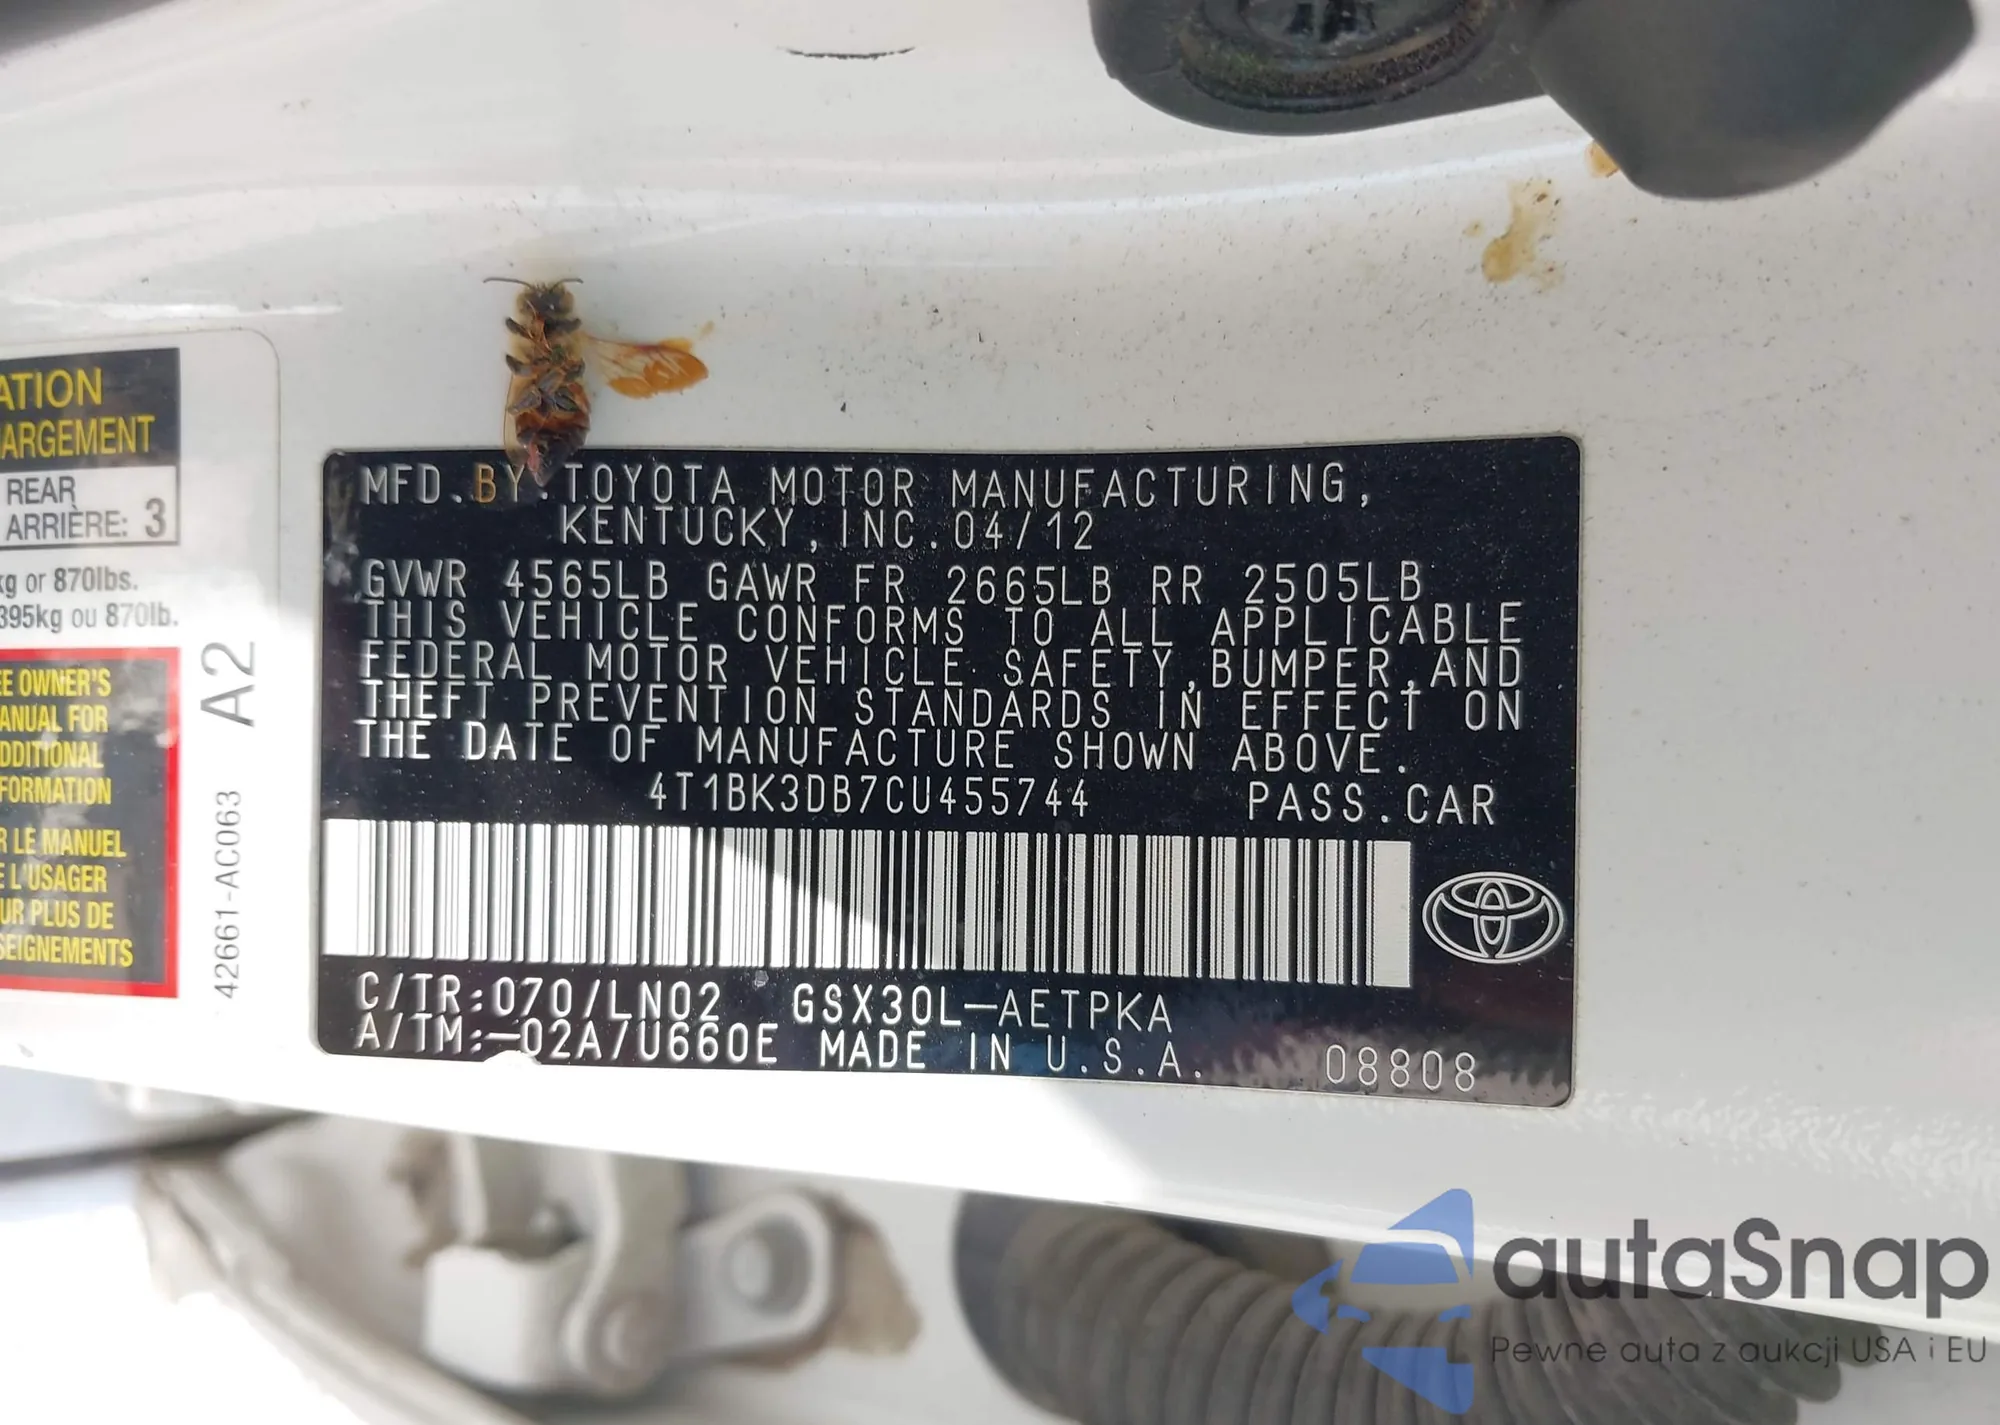 ATION
HARGEMENT
REAR
ARRIÈRE: 3
kg or 870lbs.
395kg ou 870lb.
EE OWNER'S
ANUAL FOR
DDITIONAL
FORMATION
R LE MANUEL
E L'USAGER
UR PLUS DE
SEIGNEMENTS
A2
42661-AC063
MFD.BY:TOYOTA MOTOR MANUFACTURING,
KENTUCKY,INC.04/12
GVWR 4565LB GAWR FR 2665LB RR 2505LB
THIS VEHICLE CONFORMS TO ALL APPLICABLE
FEDERAL MOTOR VEHICLE SAFETY,BUMPER,AND
THEFT PREVENTION STANDARDS IN EFFECT ON
THE DATE OF MANUFACTURE SHOWN ABOVE.
4T1BK3DB7CU455744 PASS.CAR
C/TR:070/LN02 GSX30L-AETPKA
A/TM:-02A/U660E MADE IN U.S.A.
08808
autaSnap
Pewne auta z aukcji USA i EU